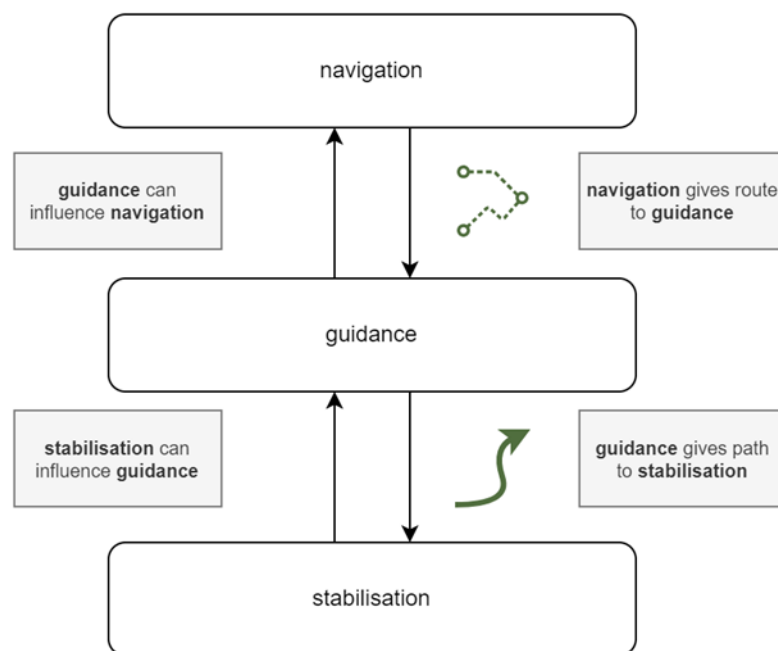 navigation
guidance can
influence navigation
navigation gives route
to guidance
guidance
stabilisation can
influence guidance
guidance gives path
to stabilisation
stabilisation